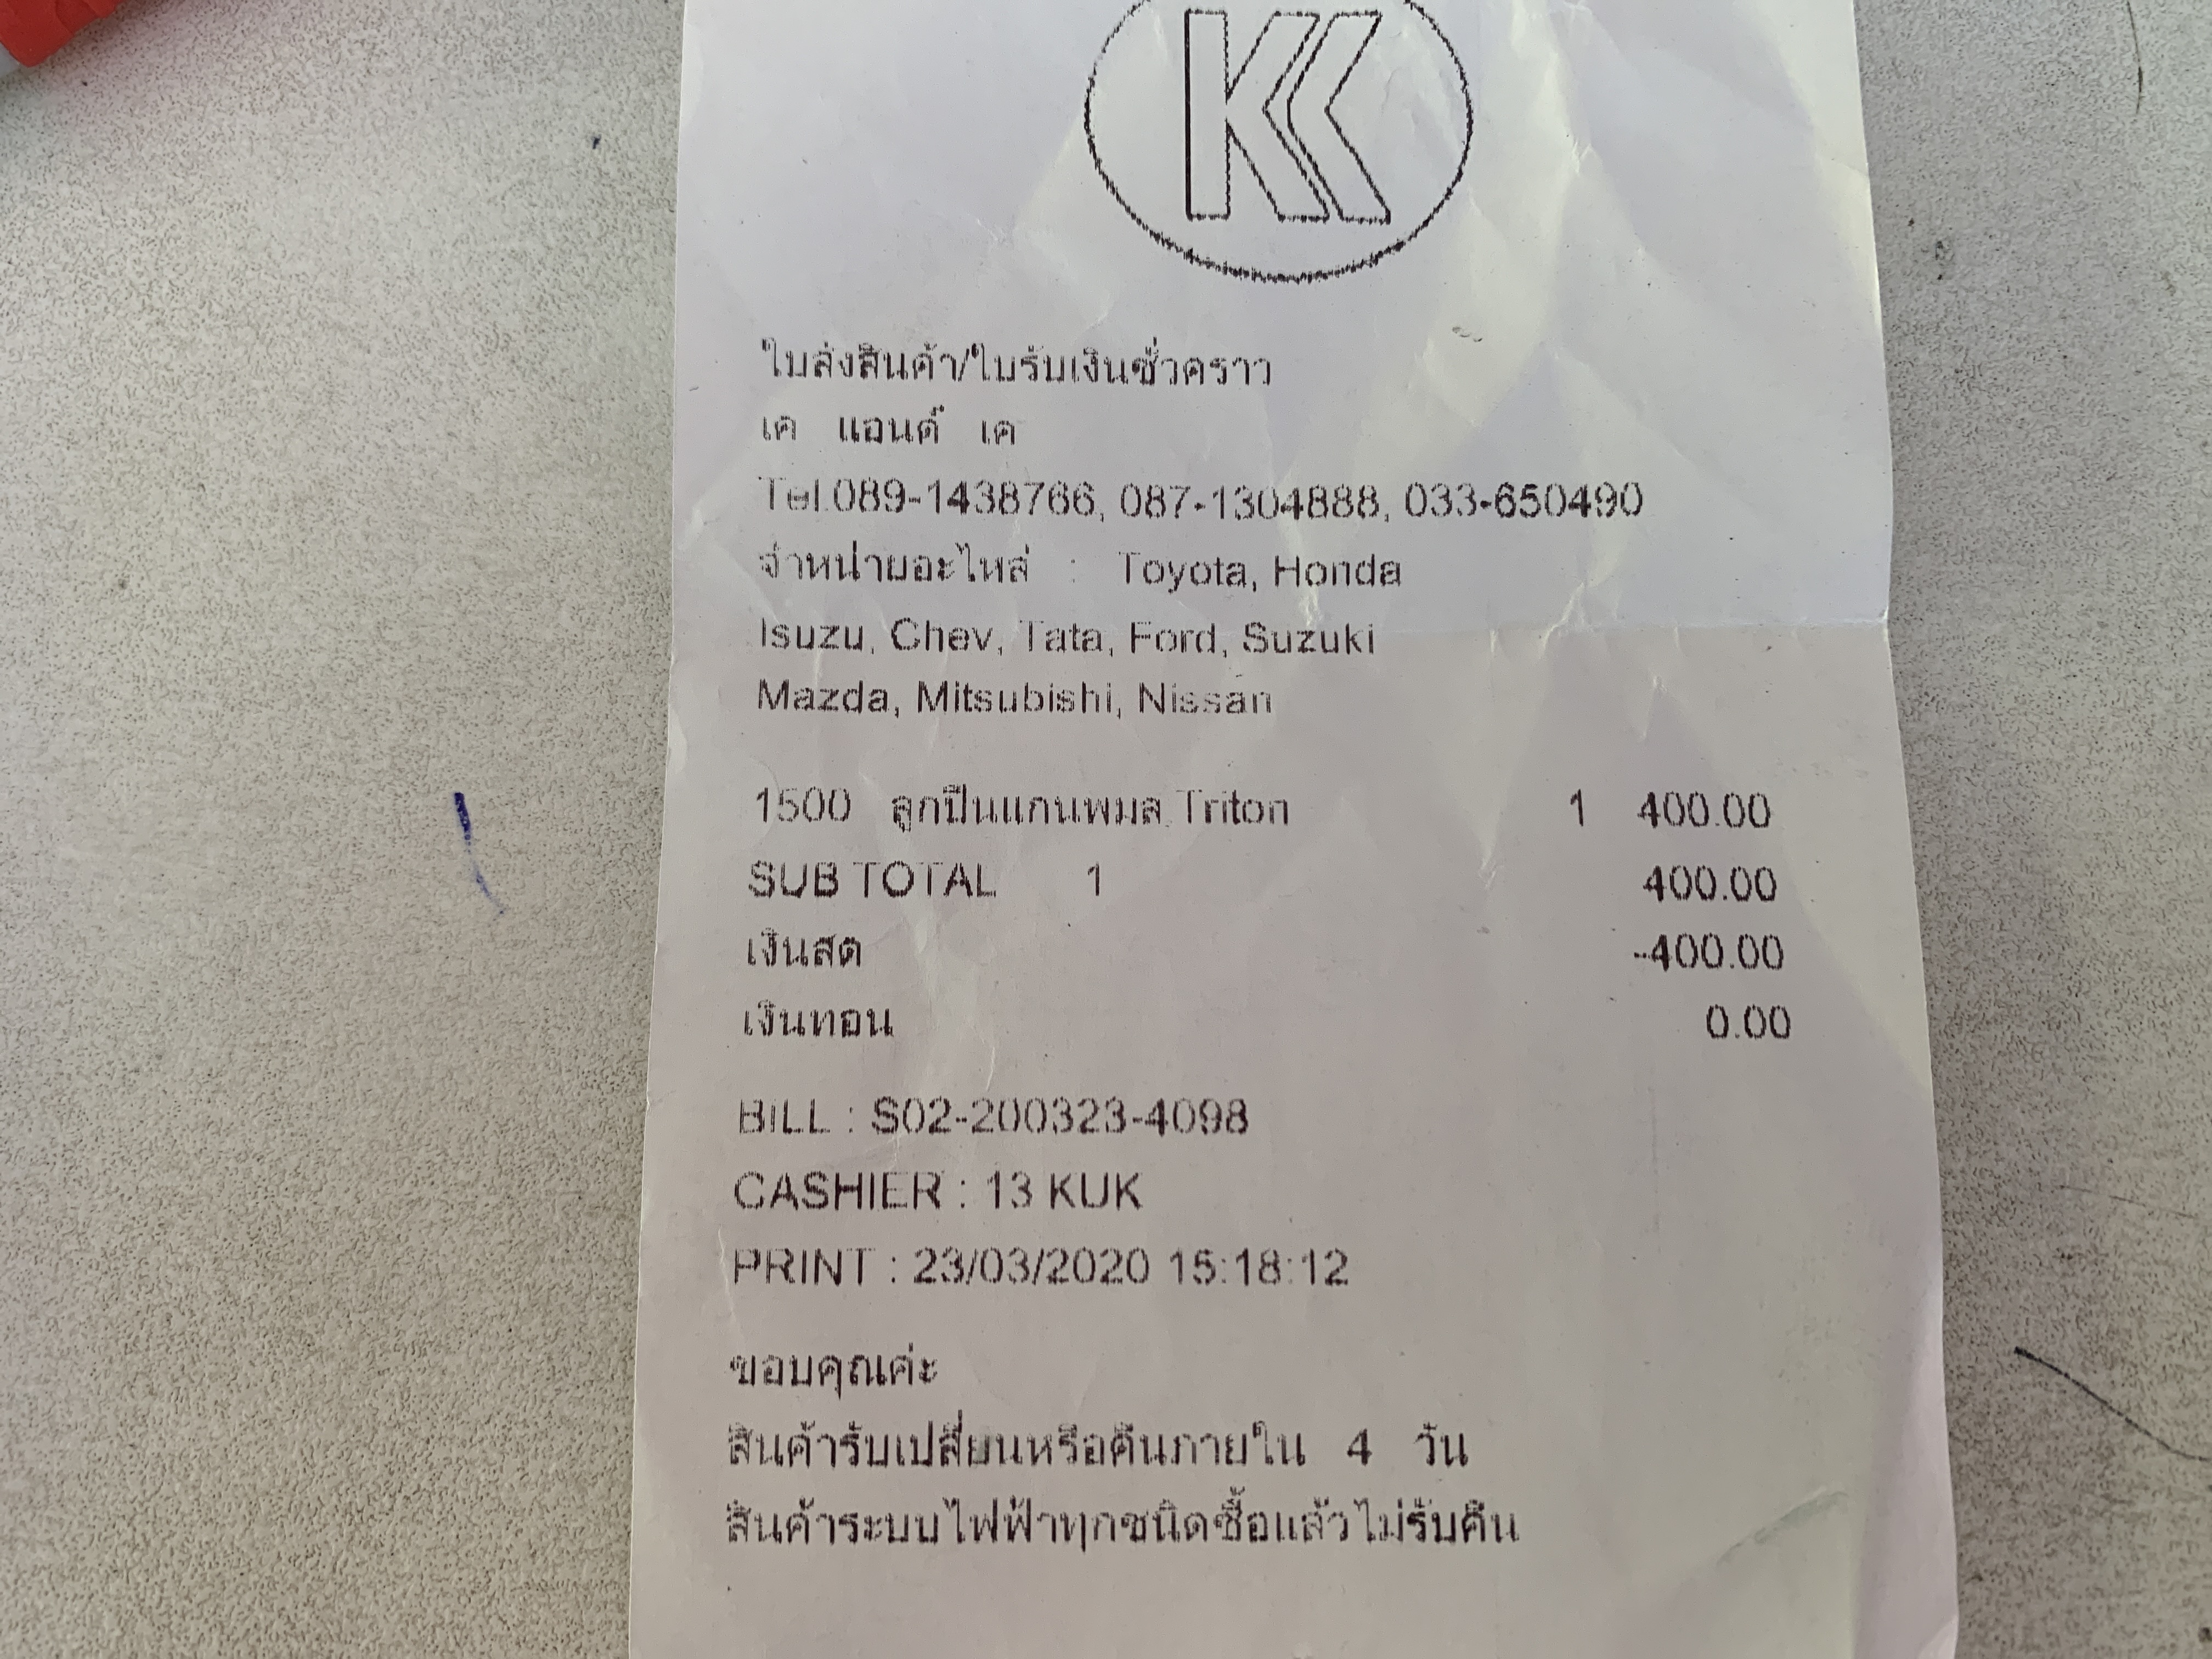 KK
ใบส่งสินค้า/ใบรับเงินชั่วคราว
เค แอนด์ เค
Tel.089-1438766, 087-1304888, 033-650490
จำหน่ายอะไหล่ : Toyota, Honda
Isuzu, Chev, Tata, Ford, Suzuki
Mazda, Mitsubishi, Nissan
1500 ลูกปืนแกนพมล Triton 1 400.00
SUB TOTAL 1 400.00
เงินสด -400.00
เงินทอน 0.00
BILL : S02-200323-4098
CASHIER : 13 KUK
PRINT : 23/03/2020 15:18:12
ขอบคุณค่ะ
สินค้ารับเปลี่ยนหรือคืนภายใน 4 วัน
สินค้าระบบไฟฟ้าทุกชนิดซื้อแล้วไม่รับคืน